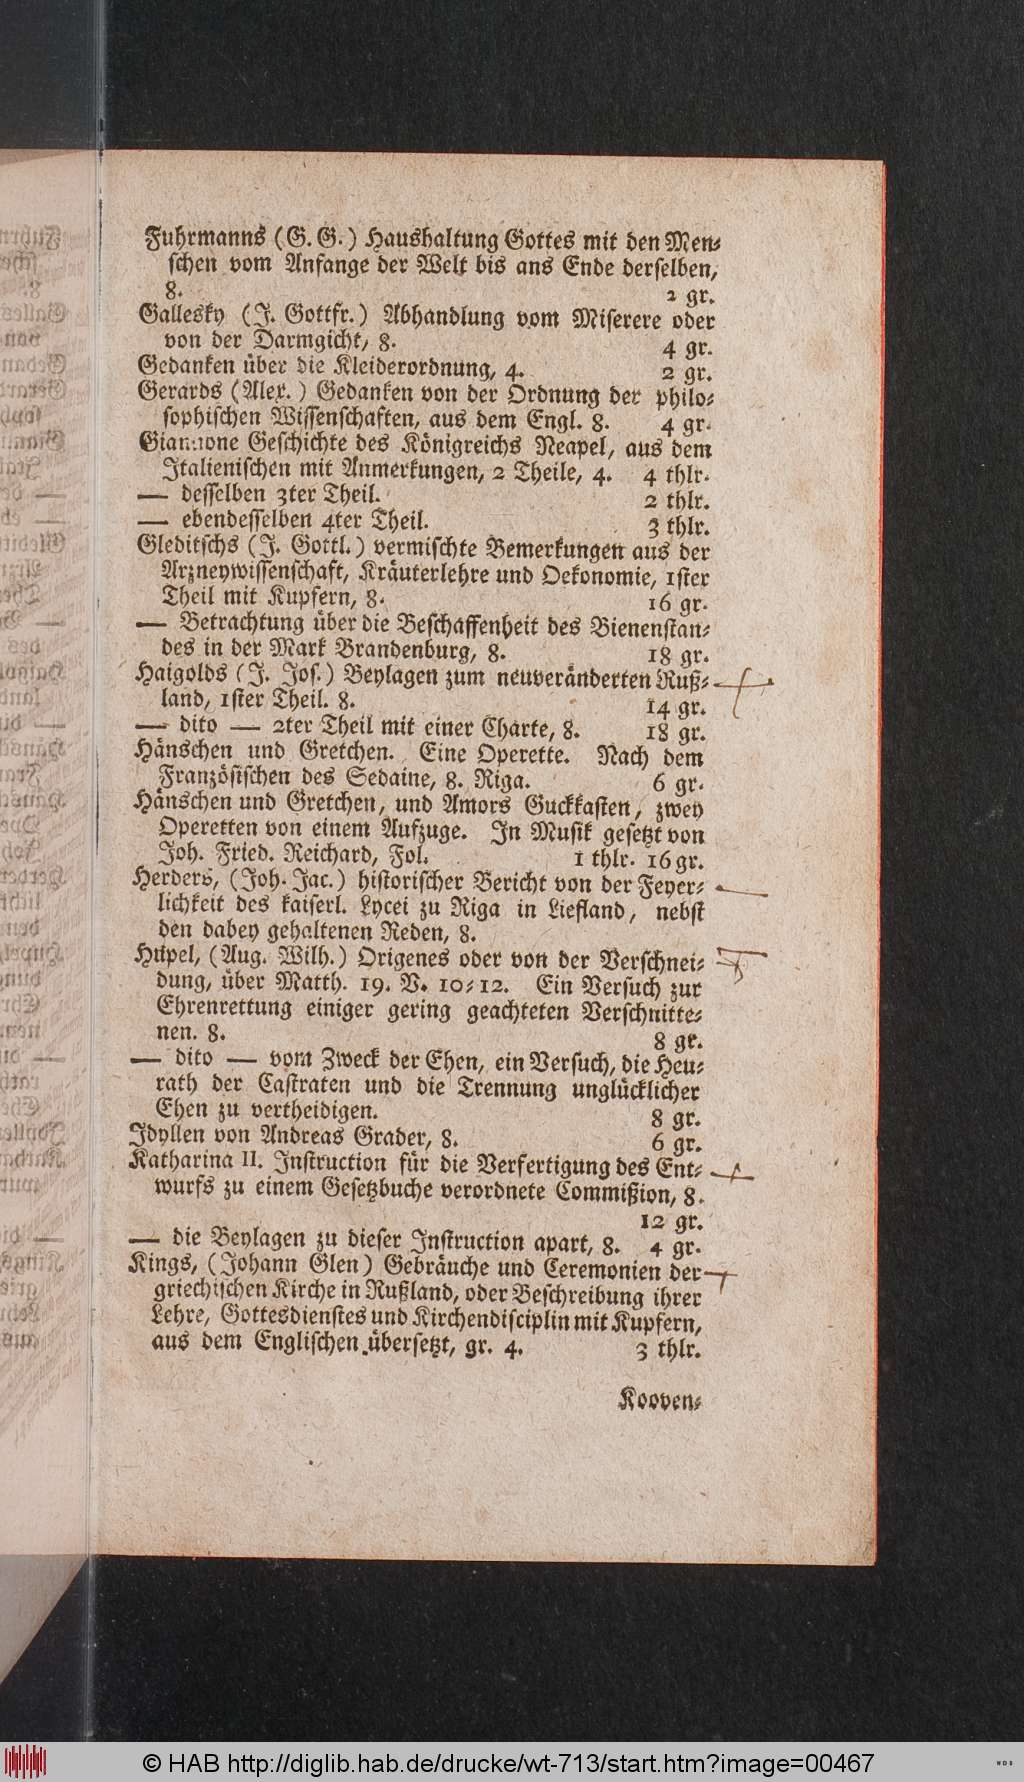 Fuhrmanns (G. G.) Haushaltung Gottes mit den Men-
schen vom Anfange der Welt bis ans Ende derselben,
8. 2 gr.
Gallesky (J. Gottfr.) Abhandlung vom Miserere oder
von der Darmgicht, 8. 4 gr.
Gedanken über die Kleiderordnung, 4. 2 gr.
Gerards (Alex.) Gedanken von der Ordnung der philo-
sophischen Wissenschaften, aus dem Engl. 8. 4 gr.
Giannone Geschichte des Königreichs Neapel, aus dem
Italienischen mit Anmerkungen, 2 Theile, 4. 4 thlr.
— desselben 3ter Theil. 2 thlr.
— ebendesselben 4ter Theil. 3 thlr.
Gleditschs (J. Gottl.) vermischte Bemerkungen aus der
Arzneywissenschaft, Kräuterlehre und Oekonomie, 1ster
Theil mit Kupfern, 8. 16 gr.
— Betrachtung über die Beschaffenheit des Bienenstan-
des in der Mark Brandenburg, 8. 18 gr.
Haigolds (J. Jos.) Beylagen zum neuveränderten Ruß-
land, 1ster Theil. 8. 14 gr.
— dito — 2ter Theil mit einer Charte, 8. 18 gr.
Hänschen und Gretchen. Eine Operette. Nach dem
Französischen des Sedaine, 8. Riga. 6 gr.
Hänschen und Gretchen, und Amors Guckkasten, zwey
Operetten von einem Aufzuge. In Musik gesetzt von
Joh. Fried. Reichard, Fol. 1 thlr. 16 gr.
Herders, (Joh. Jac.) historischer Bericht von der Feyer-
lichkeit des kaiserl. Lycei zu Riga in Liefland, nebst
den dabey gehaltenen Reden, 8.
Hupel, (Aug. Wilh.) Origenes oder von der Verschnei-
dung, über Matth. 19. V. 10-12. Ein Versuch zur
Ehrenrettung einiger gering geachteten Verschnitte-
nen. 8. 8 gr.
— dito — vom Zweck der Ehen, ein Versuch, die Heu-
rath der Castraten und die Trennung unglücklicher
Ehen zu vertheidigen. 8 gr.
Idyllen von Andreas Grader, 8. 6 gr.
Katharina II. Instruction für die Verfertigung des Ent-
wurfs zu einem Gesetzbuche verordnete Commißion, 8.
12 gr.
— die Beylagen zu dieser Instruction apart, 8. 4 gr.
Kings, (Johann Glen) Gebräuche und Ceremonien der
griechischen Kirche in Rußland, oder Beschreibung ihrer
Lehre, Gottesdienstes und Kirchendisciplin mit Kupfern,
aus dem Englischen übersetzt, gr. 4. 3 thlr.
Kooven-
© HAB http://diglib.hab.de/drucke/wt-713/start.htm?image=00467